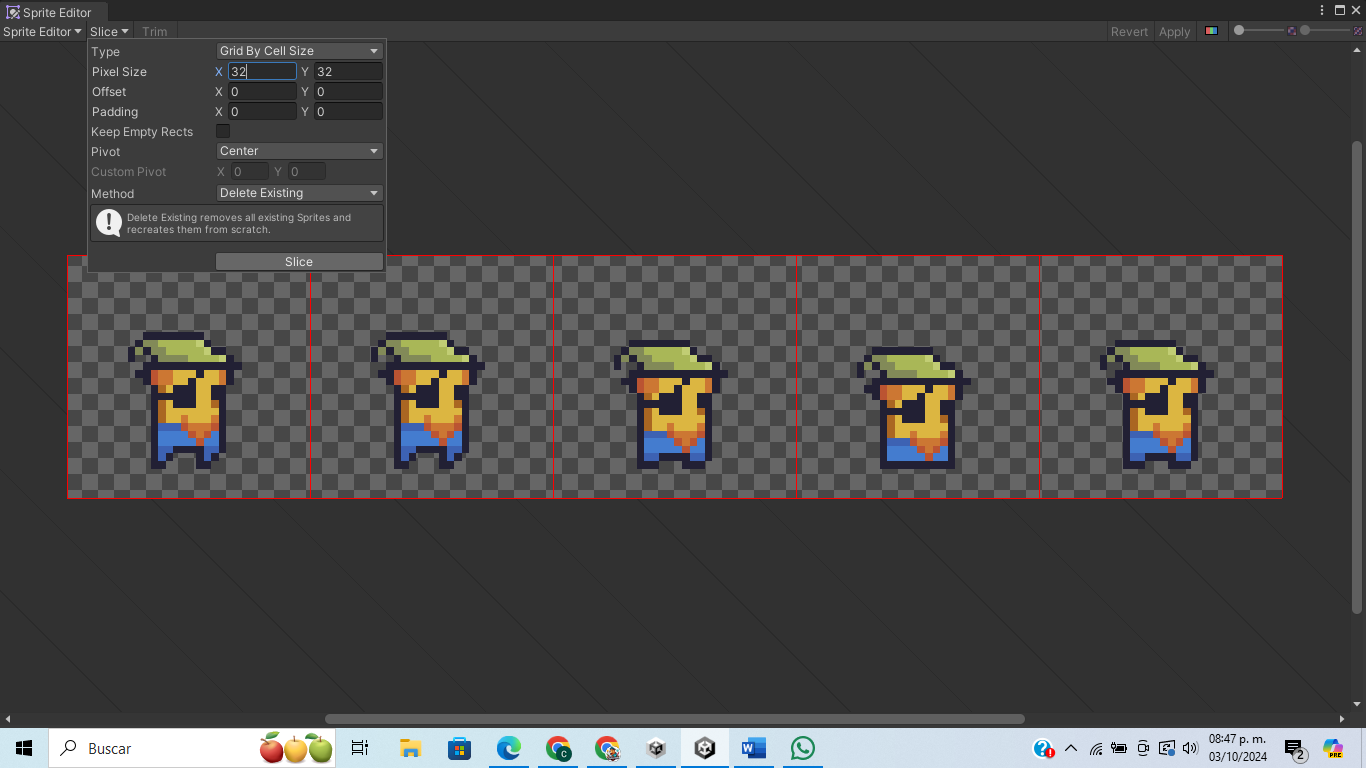 Sprite Editor
Sprite Editor Slice Trim Revert Apply
Type Grid By Cell Size
Pixel Size X 32 Y 32
Offset X 0 Y 0
Padding X 0 Y 0
Keep Empty Rects
Pivot Center
Custom Pivot X 0 Y 0
Method Delete Existing
Delete Existing removes all existing Sprites and
recreates them from scratch.
Slice
Buscar
C
W
08:47 p. m.
03/10/2024
2
PRE